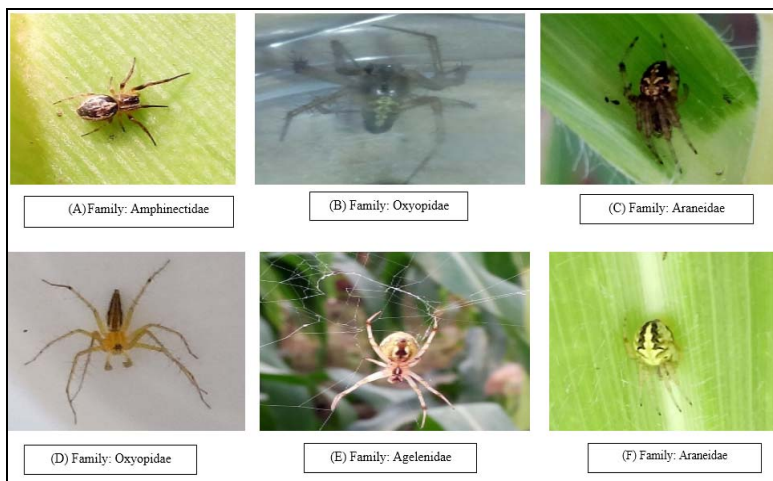 (A)Family: Amphinectidae
(B) Family: Oxyopidae
(C) Family: Araneidae
(D) Family: Oxyopidae
(E) Family: Agelenidae
(F) Family: Araneidae